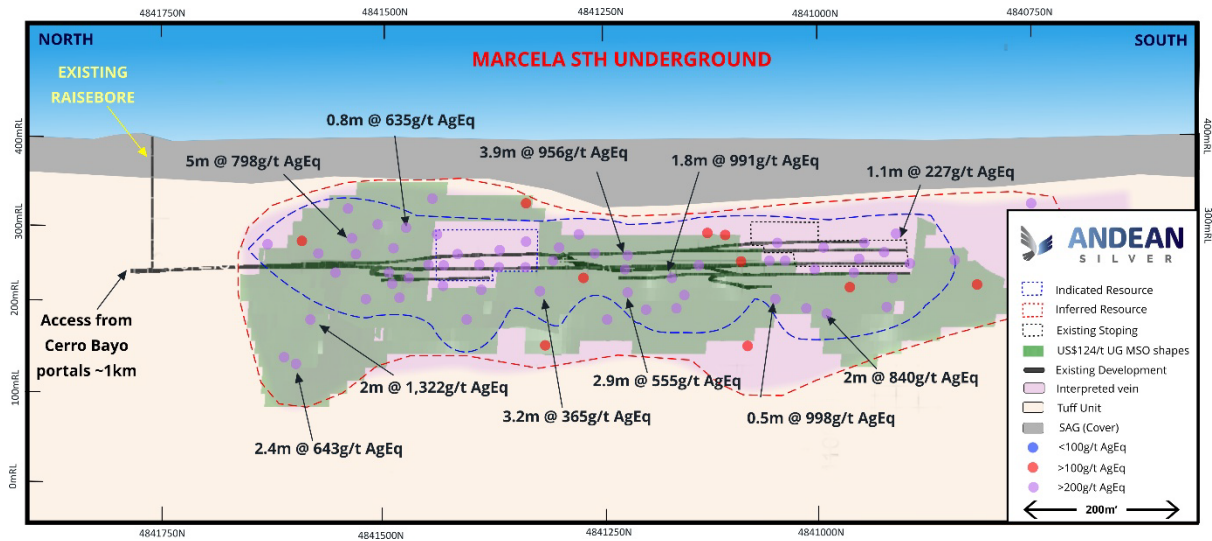 4841750N
4841500N
4841250N
4841000N
4840750N
NORTH
SOUTH
MARCELA STH UNDERGROUND
EXISTING
RAISEBORE
0.8m @ 635g/t AgEq
5m @ 798g/t AgEq
3.9m @ 956g/t AgEq
1.8m @ 991g/t AgEq
1.1m @ 227g/t AgEq
400mRL
300mRL
200mRL
100mRL
0mRL
400mRL
300mRL
Access from
Cerro Bayo
portals ~1km
2m @ 1,322g/t AgEq
2.4m @ 643g/t AgEq
3.2m @ 365g/t AgEq
2.9m @ 555g/t AgEq
0.5m @ 998g/t AgEq
2m @ 840g/t AgEq
ANDEAN
SILVER
Indicated Resource
Inferred Resource
Existing Stoping
US$124/t UG MSO shapes
Existing Development
Interpreted vein
Tuff Unit
SAG (Cover)
<100g/t AgEq
>100g/t AgEq
>200g/t AgEq
200m'
4841750N
4841500N
4841250N
4841000N